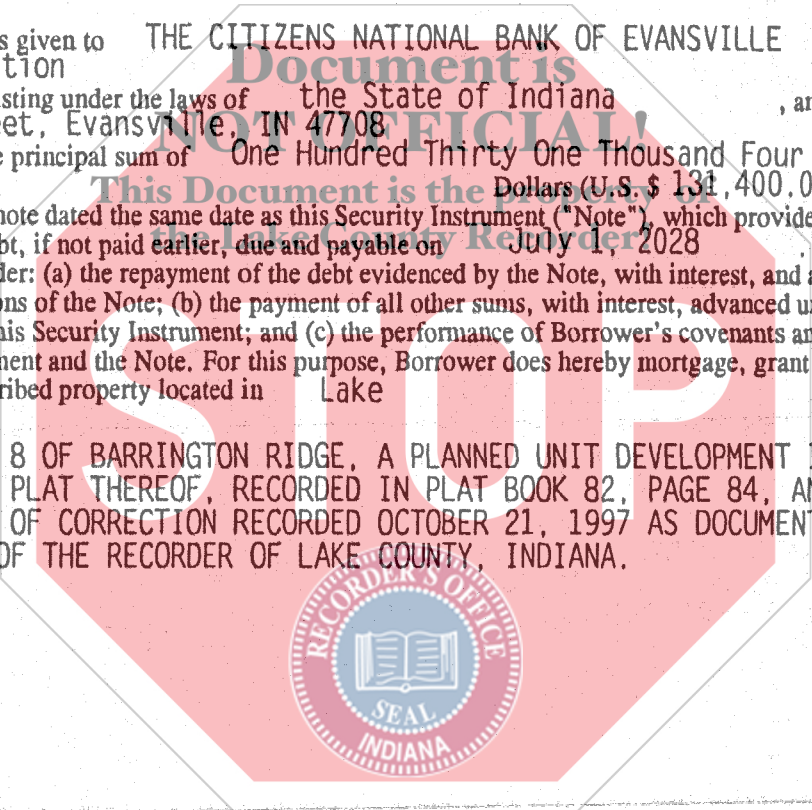 s given to THE CITIZENS NATIONAL BANK OF EVANSVILLE
tion
Document is
isting under the laws of the State of Indiana , an
eet, Evansville, IN 47708
NOT OFFICIAL!
e principal sum of One Hundred Thirty One Thousand Four
This Document is the property of
Dollars (U.S. $ 131,400.0
note dated the same date as this Security Instrument ("Note"), which provide
the Lake County Recorder!
bt, if not paid earlier, due and payable on July 1, 2028 .
der: (a) the repayment of the debt evidenced by the Note, with interest, and a
ons of the Note; (b) the payment of all other sums, with interest, advanced u
his Security Instrument; and (c) the performance of Borrower's covenants an
ment and the Note. For this purpose, Borrower does hereby mortgage, grant
ribed property located in Lake
STOP
8 OF BARRINGTON RIDGE, A PLANNED UNIT DEVELOPMENT
PLAT THEREOF, RECORDED IN PLAT BOOK 82, PAGE 84, AN
OF CORRECTION RECORDED OCTOBER 21, 1997 AS DOCUMENT
OF THE RECORDER OF LAKE COUNTY, INDIANA.
RECORDER'S OFFICE
SEAL
INDIANA